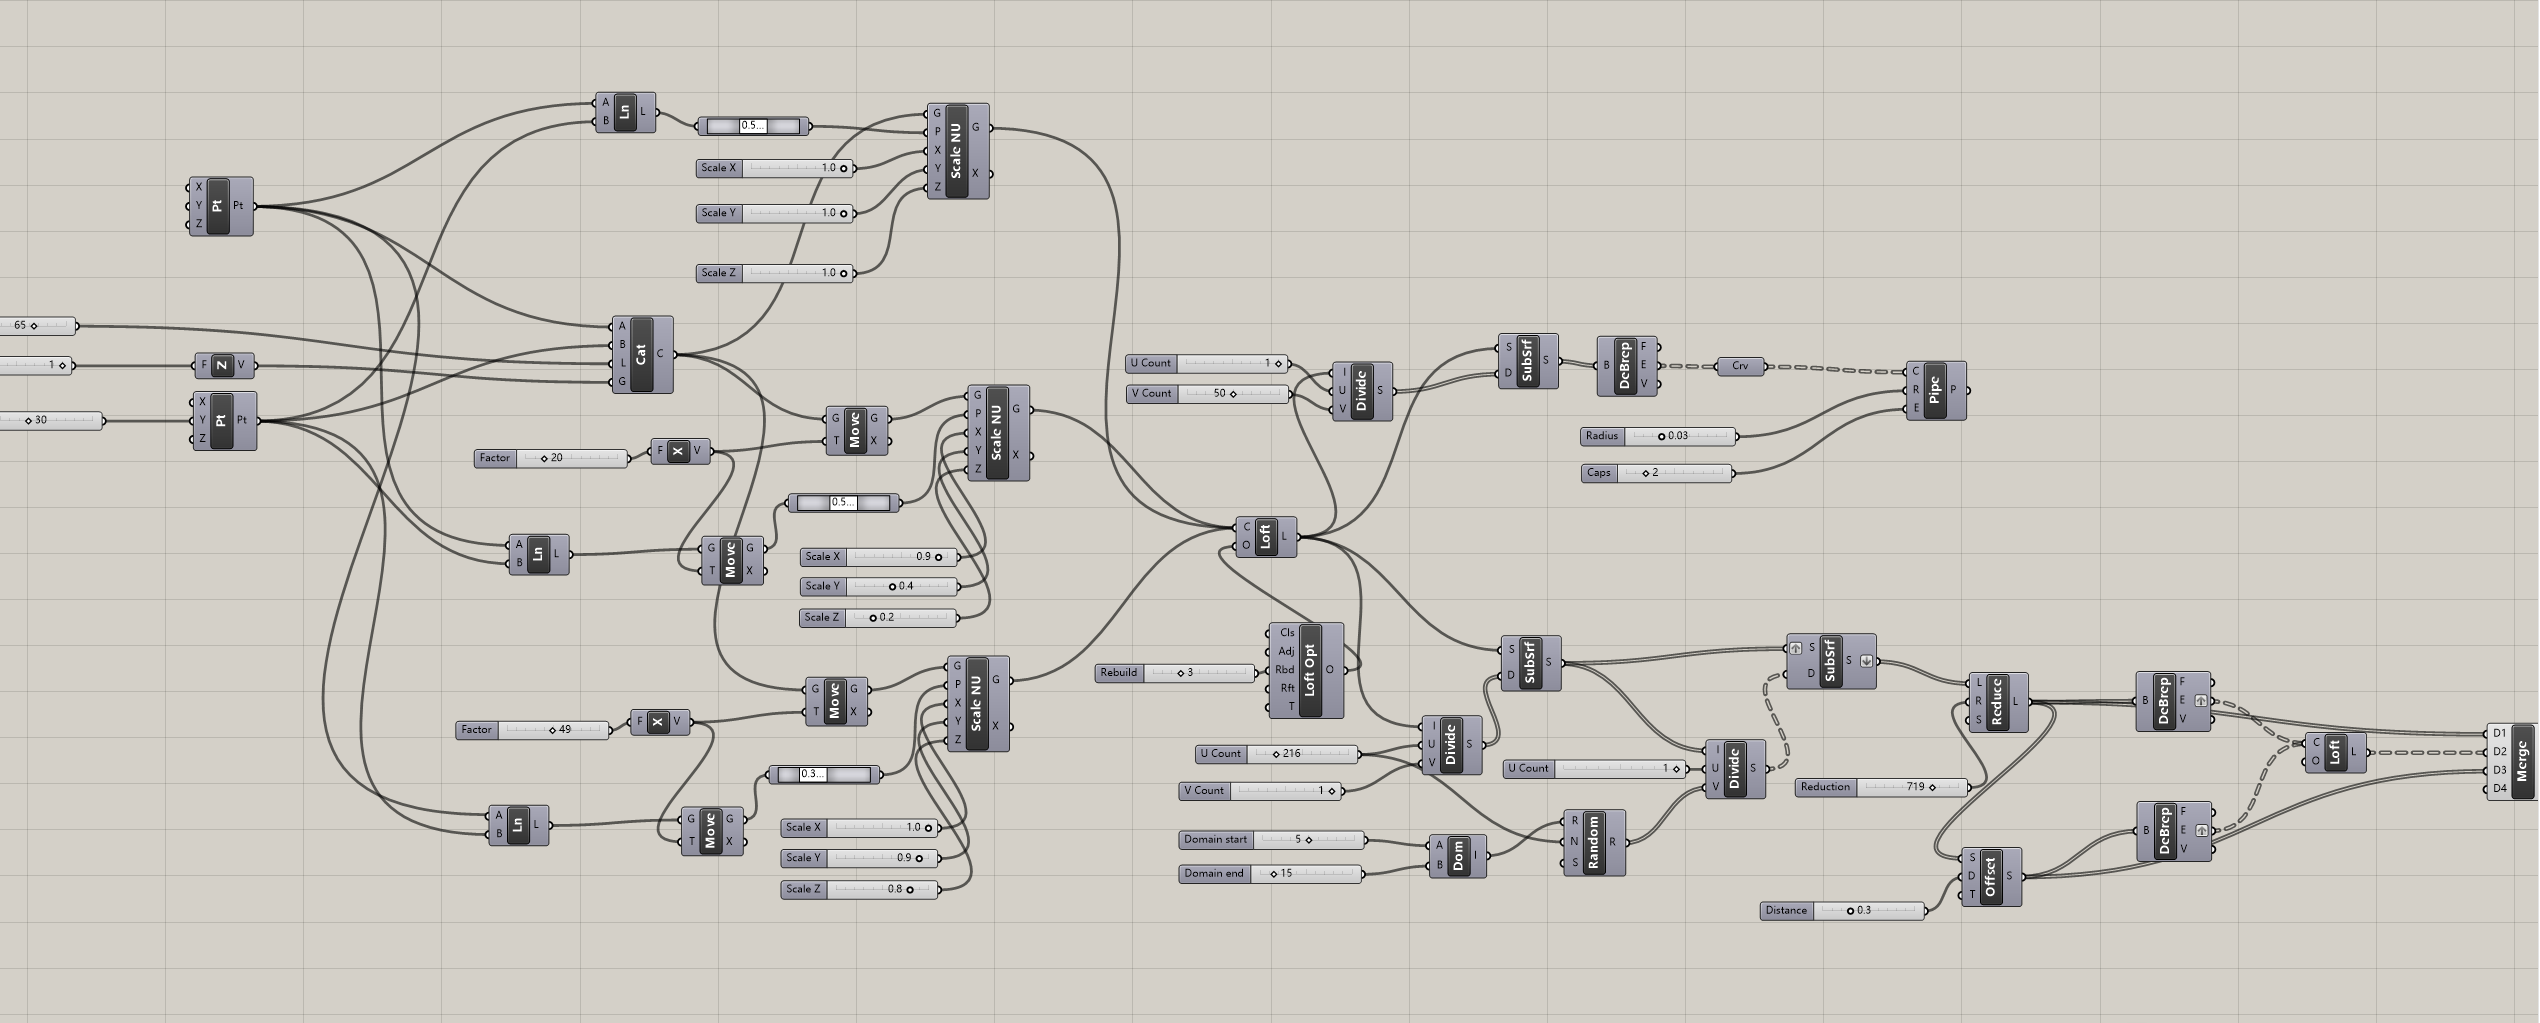 A
B
Ln
L
0.5...
G
P
X
Y
Z
Scale NU
G
X
Scale X 1.0
Scale Y 1.0
Scale Z 1.0
X
Y
Z
Pt
Pt
65
1
F
Z
V
30
X
Y
Z
Pt
Pt
A
B
L
G
Cat
C
Factor 20
F
X
V
G
T
Move
G
X
G
P
X
Y
Z
Scale NU
G
X
0.5...
A
B
Ln
L
G
T
Move
G
X
Scale X 0.9
Scale Y 0.4
Scale Z 0.2
Factor 49
F
X
V
G
T
Move
G
X
G
P
X
Y
Z
Scale NU
G
X
0.3...
A
B
Ln
L
G
T
Move
G
X
Scale X 1.0
Scale Y 0.9
Scale Z 0.8
C
O
Loft
L
U Count 1
V Count 50
I
U
V
Divide
S
S
D
SubSrf
S
B
DeBrep
F
E
V
Crv
Radius 0.03
Caps 2
C
R
E
Pipe
P
Rebuild 3
Cls
Adj
Rbd
Rft
T
Loft Opt
O
U Count 216
V Count 1
I
U
V
Divide
S
S
D
SubSrf
S
Domain start 5
Domain end 15
A
B
Dom
I
R
N
S
Random
R
U Count 1
I
U
V
Divide
S
S
D
SubSrf
S
Reduction 719
L
R
S
Reduce
L
Distance 0.3
S
D
T
Offset
S
B
DeBrep
F
E
V
B
DeBrep
F
E
V
C
O
Loft
L
D1
D2
D3
D4
Merge